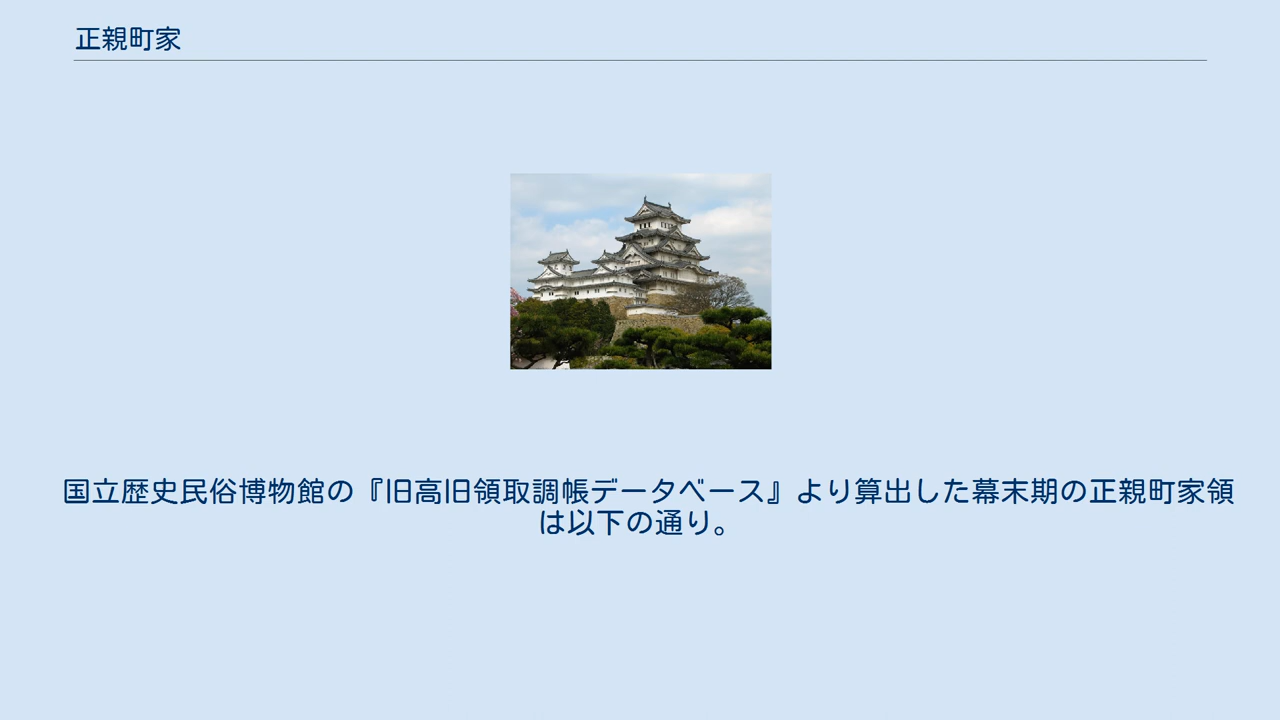 正親町家
国立歴史民俗博物館の『旧高旧領取調帳データベース』より算出した幕末期の正親町家領
は以下の通り。